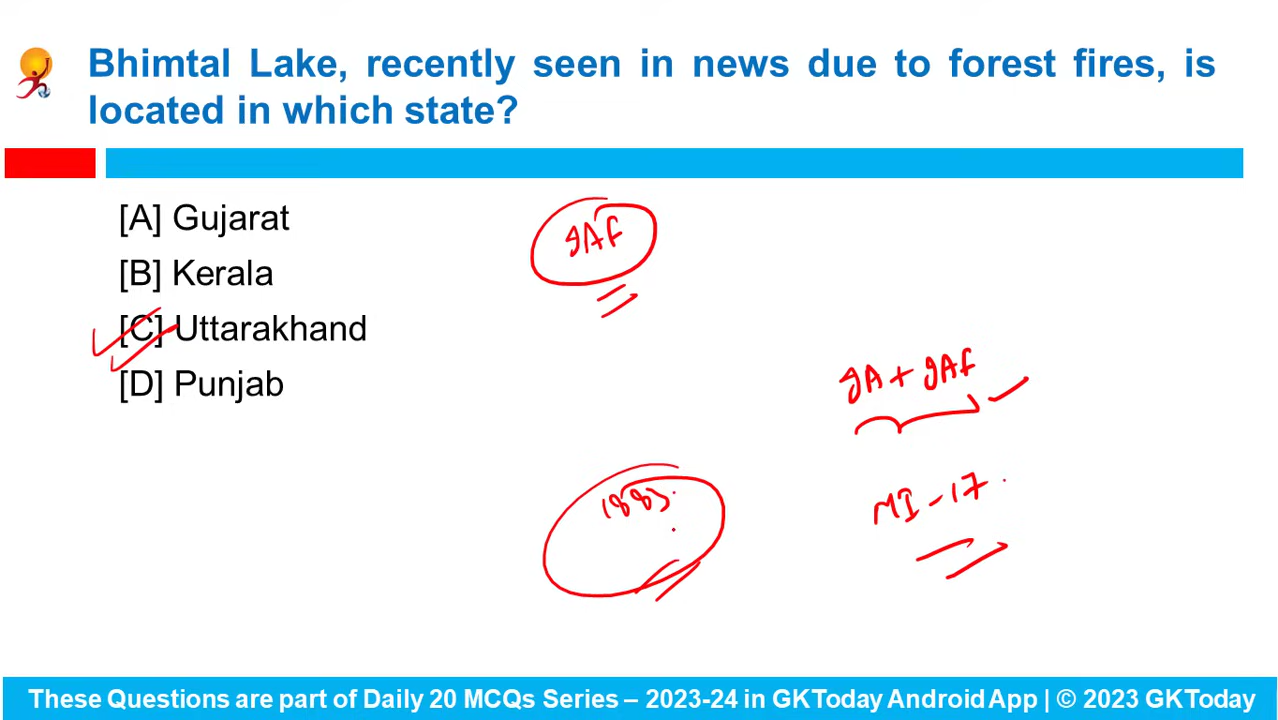 Bhimtal Lake, recently seen in news due to forest fires, is
located in which state?
[A] Gujarat
[B] Kerala
[C] Uttarakhand
[D] Punjab
IAF
IA + IAF
1883
MI-17
These Questions are part of Daily 20 MCQs Series – 2023-24 in GKToday Android App | © 2023 GKToday